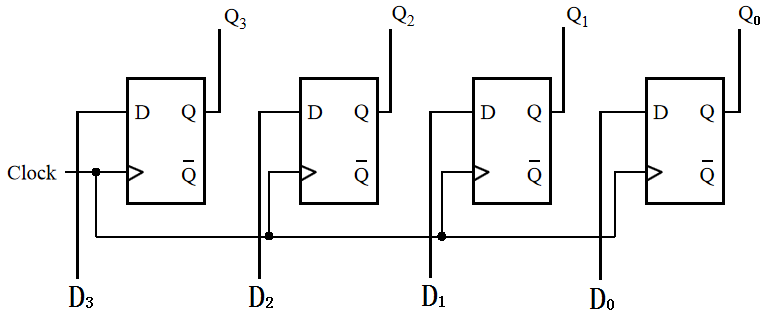 Q3 Q2 Q1 Q0
D Q D Q D Q D Q
Clock Q̅ Q̅ Q̅ Q̅
D3 D2 D1 D0